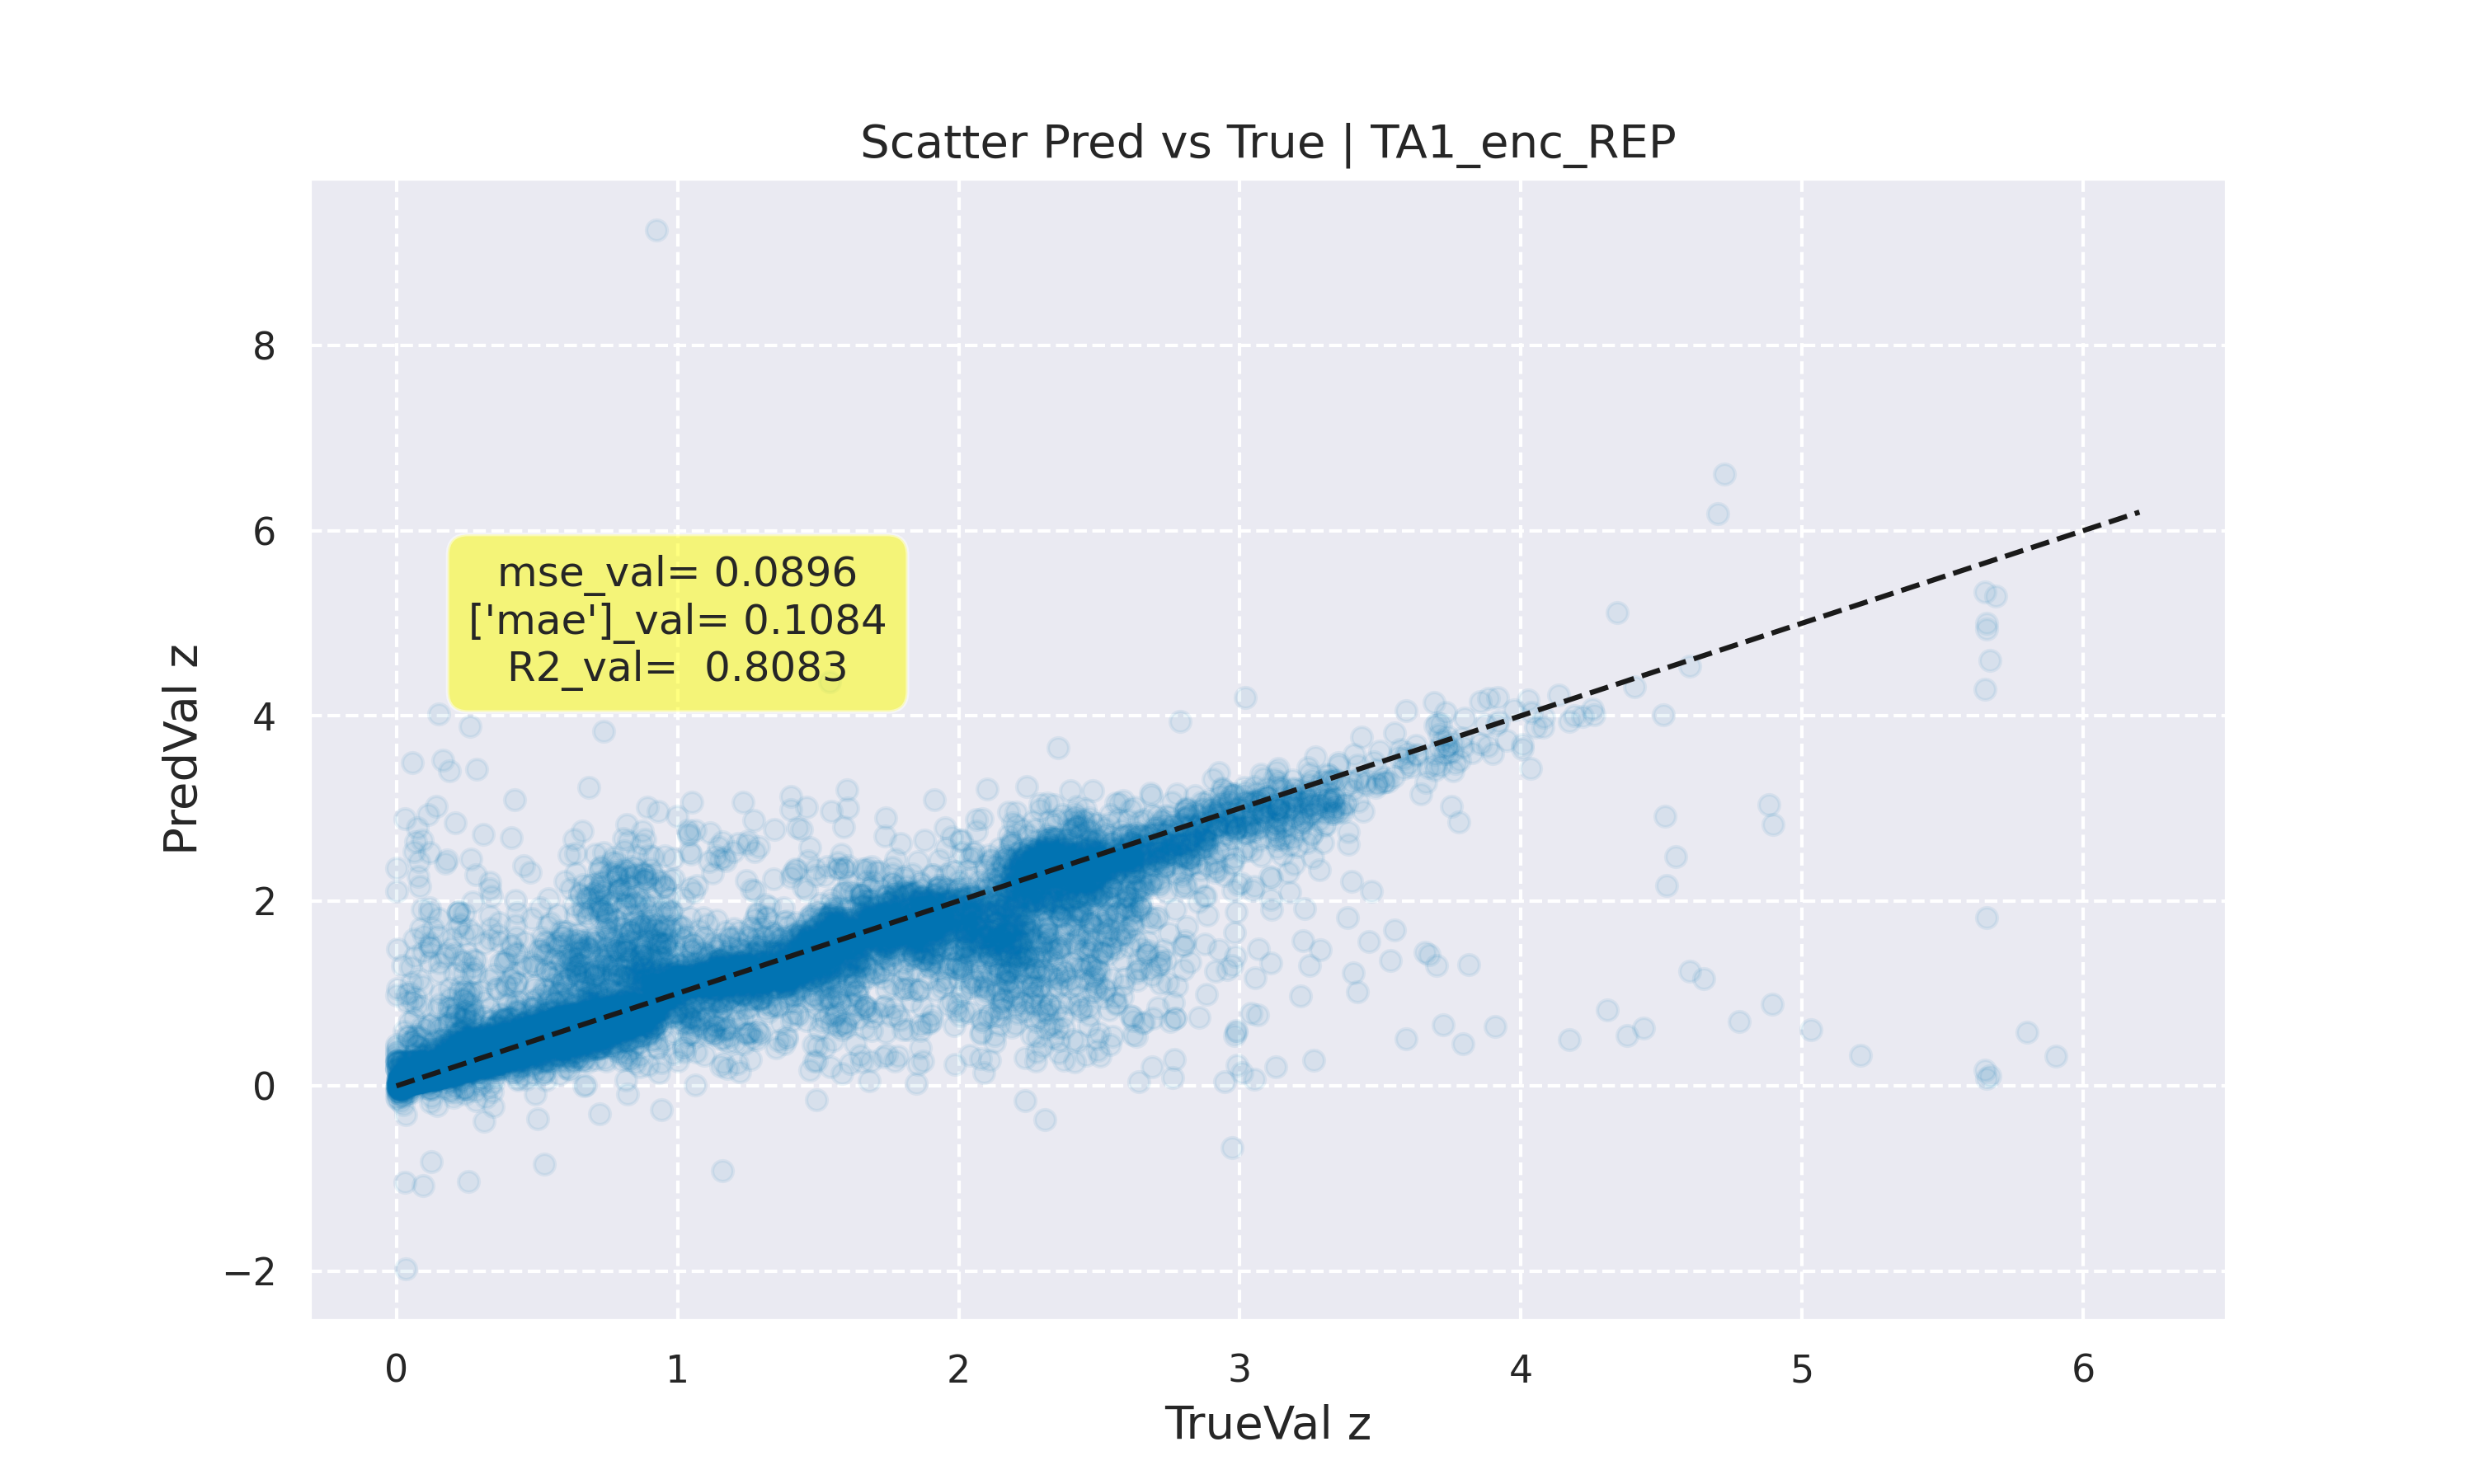 Scatter Pred vs True | TA1_enc_REP
8
6
4
2
0
−2
PredVal z
mse_val= 0.0896
['mae']_val= 0.1084
R2_val=  0.8083
0 1 2 3 4 5 6
TrueVal z